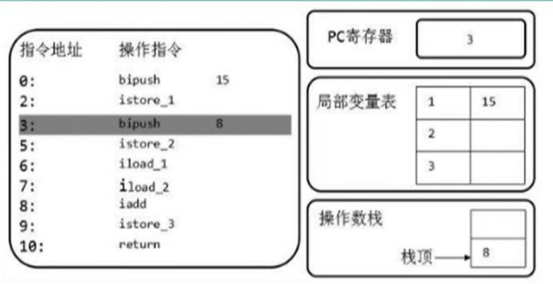 指令地址 操作指令
0: bipush 15
2: istore_1
3: bipush 8
5: istore_2
6: iload_1
7: iload_2
8: iadd
9: istore_3
10: return
PC寄存器 3
局部变量表 1 15
2
3
操作数栈
栈顶 8